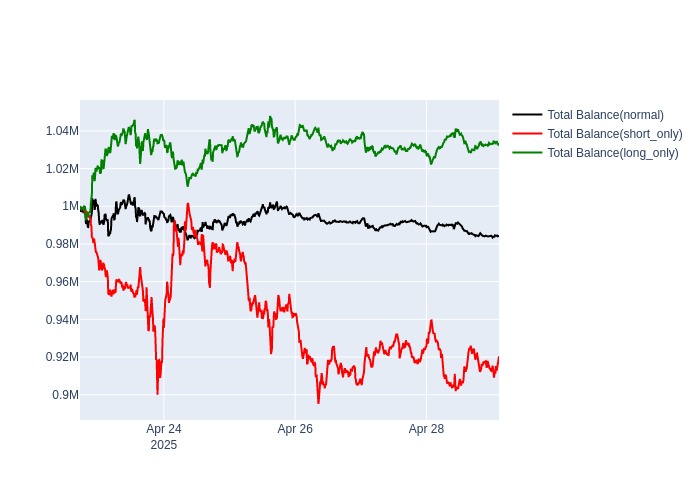 Total Balance(normal)
Total Balance(short_only)
Total Balance(long_only)
1.04M
1.02M
1M
0.98M
0.96M
0.94M
0.92M
0.9M
Apr 24
2025
Apr 26
Apr 28